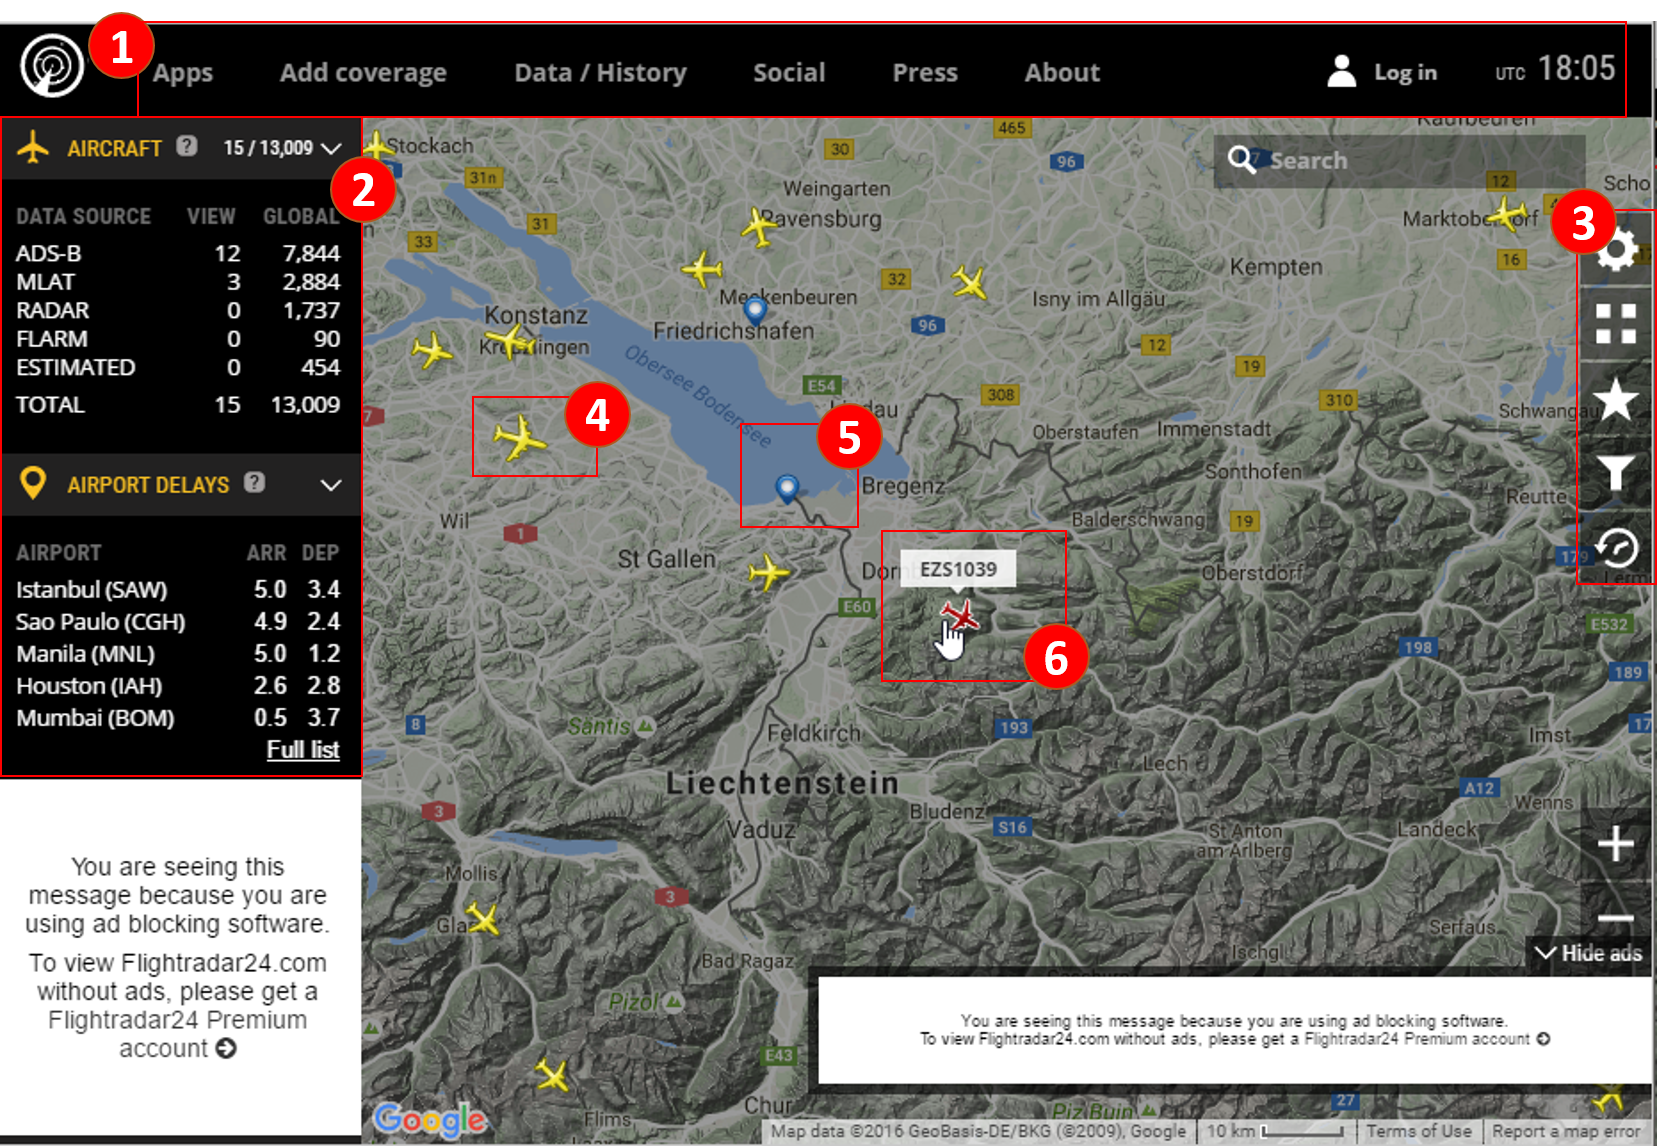 1
Apps
Add coverage
Data / History
Social
Press
About
Log in
UTC 18:05
AIRCRAFT ? 15 / 13,009
2
DATA SOURCE VIEW GLOBAL
ADS-B 12 7,844
MLAT 3 2,884
RADAR 0 1,737
FLARM 0 90
ESTIMATED 0 454
TOTAL 15 13,009
AIRPORT DELAYS ?
AIRPORT ARR DEP
Istanbul (SAW) 5.0 3.4
Sao Paulo (CGH) 4.9 2.4
Manila (MNL) 5.0 1.2
Houston (IAH) 2.6 2.8
Mumbai (BOM) 0.5 3.7
Full list
You are seeing this
message because you are
using ad blocking software.
To view Flightradar24.com
without ads, please get a
Flightradar24 Premium
account
Search
3
4
5
6
EZS1039
Kaufbeuren
465
Stockach
30
96
31n
Weingarten
12
Scho
Ravensburg
Marktoberdorf
31
33
16
Kempten
32
Meckenbeuren
Isny im Allgäu
Konstanz
Friedrichshafen
96
Kreuzlingen
12
Obersee Bodensee
19
E54
308
310
Lindau
Schwangau
7
Oberstaufen
Immenstadt
Sonthofen
Bregenz
Reutte
Wil
1
Balderschwang
19
St Gallen
179
Dornb
Oberstdorf
Lerm
E60
E532
198
189
Säntis
8
Feldkirch
193
17
Imst
Lech
Liechtenstein
A12
Wenns
3
Bludenz
S16
Vaduz
St Anton
am Arlberg
Landeck
Mollis
3
Gla
Serfaus
Ischgl
Bad Ragaz
Hide ads
Pizol
You are seeing this message because you are using ad blocking software.
To view Flightradar24.com without ads, please get a Flightradar24 Premium account
E43
Chur
27
Piz Buin
Flims
Google
Map data ©2016 GeoBasis-DE/BKG (©2009), Google
10 km
Terms of Use
Report a map error